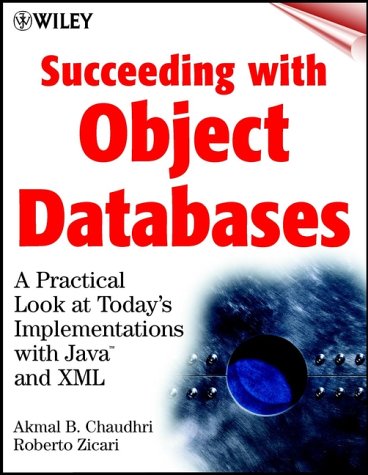 WILEY
Succeeding with
Object
Databases
A Practical
Look at Today's
Implementations
with Java™
and XML
Akmal B. Chaudhri
Roberto Zicari